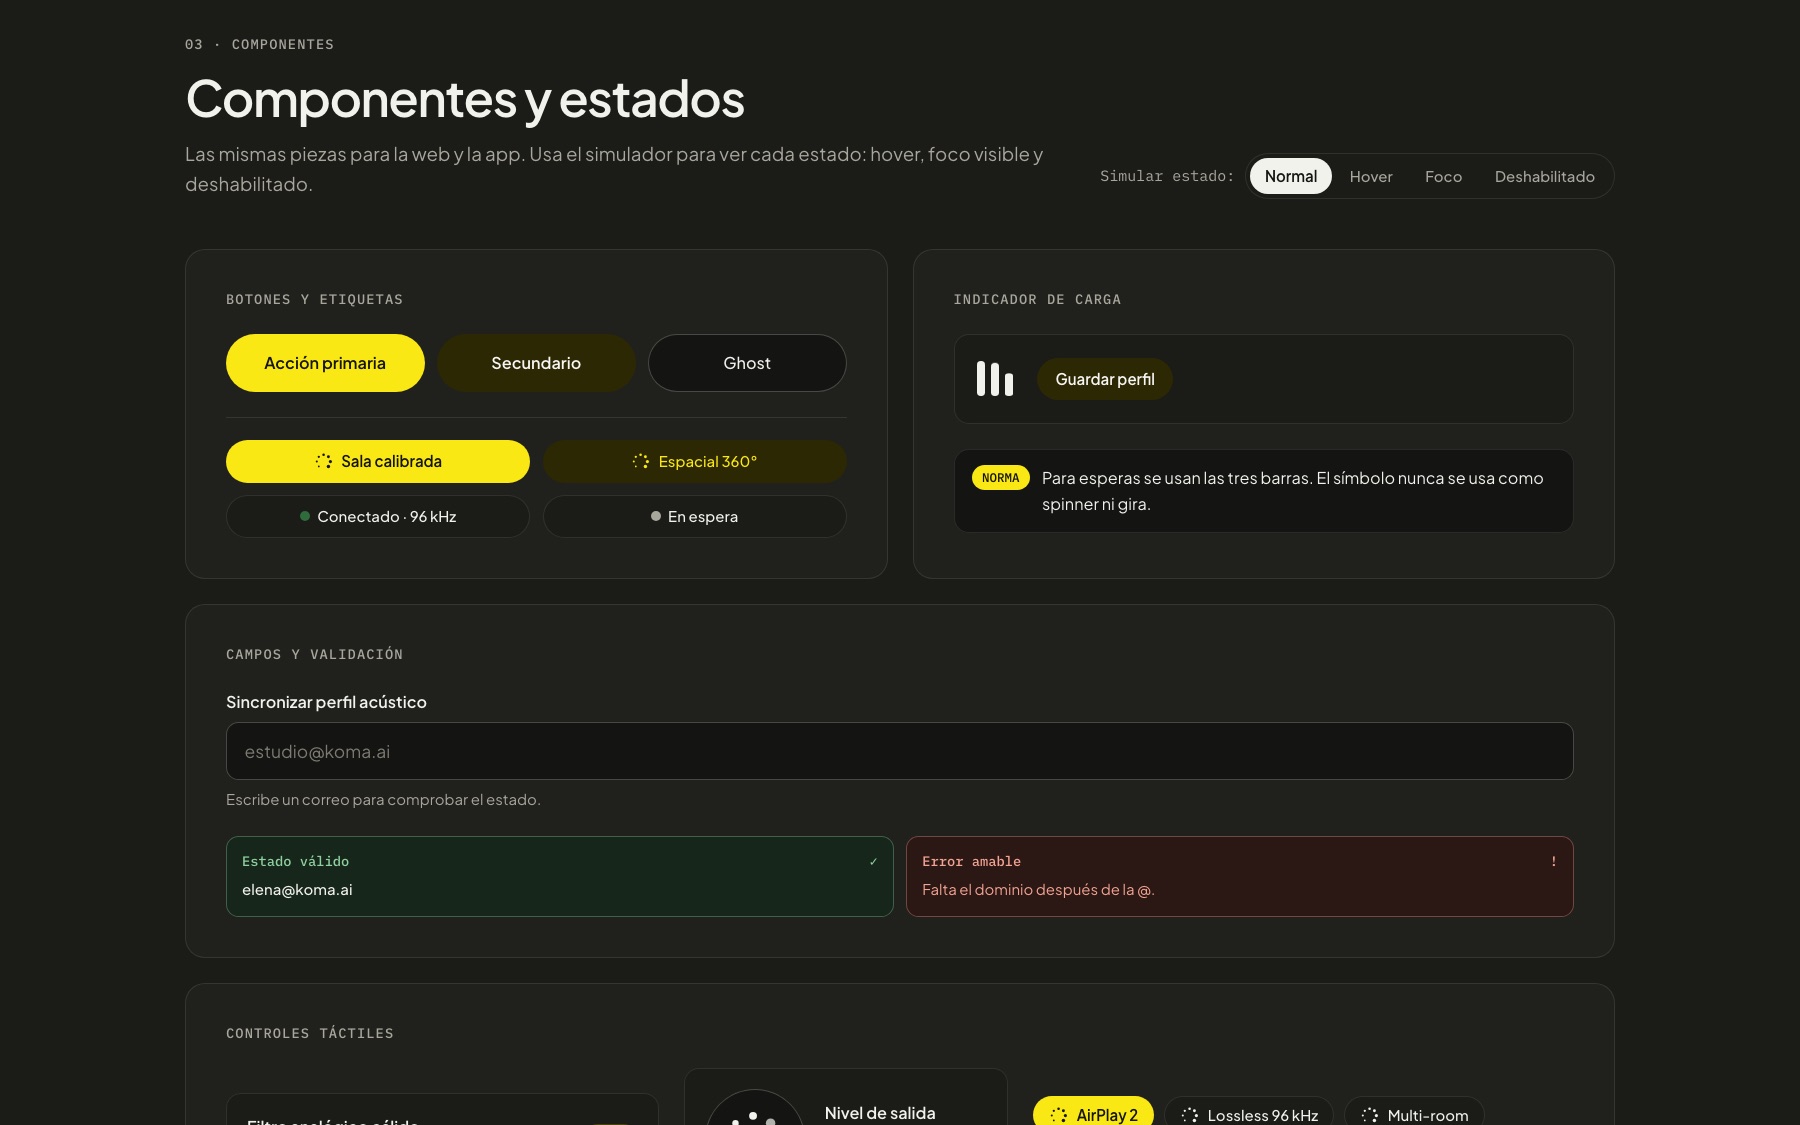 03 · COMPONENTES
Componentes y estados
Las mismas piezas para la web y la app. Usa el simulador para ver cada estado: hover, foco visible y
deshabilitado.
Simular estado:
Normal
Hover
Foco
Deshabilitado
BOTONES Y ETIQUETAS
Acción primaria
Secundario
Ghost
Sala calibrada
Espacial 360°
Conectado · 96 kHz
En espera
INDICADOR DE CARGA
Guardar perfil
NORMA
Para esperas se usan las tres barras. El símbolo nunca se usa como
spinner ni gira.
CAMPOS Y VALIDACIÓN
Sincronizar perfil acústico
estudio@koma.ai
Escribe un correo para comprobar el estado.
Estado válido ✓
elena@koma.ai
Error amable !
Falta el dominio después de la @.
CONTROLES TÁCTILES
Filtro analógico cálido
Nivel de salida
AirPlay 2
Lossless 96 kHz
Multi-room